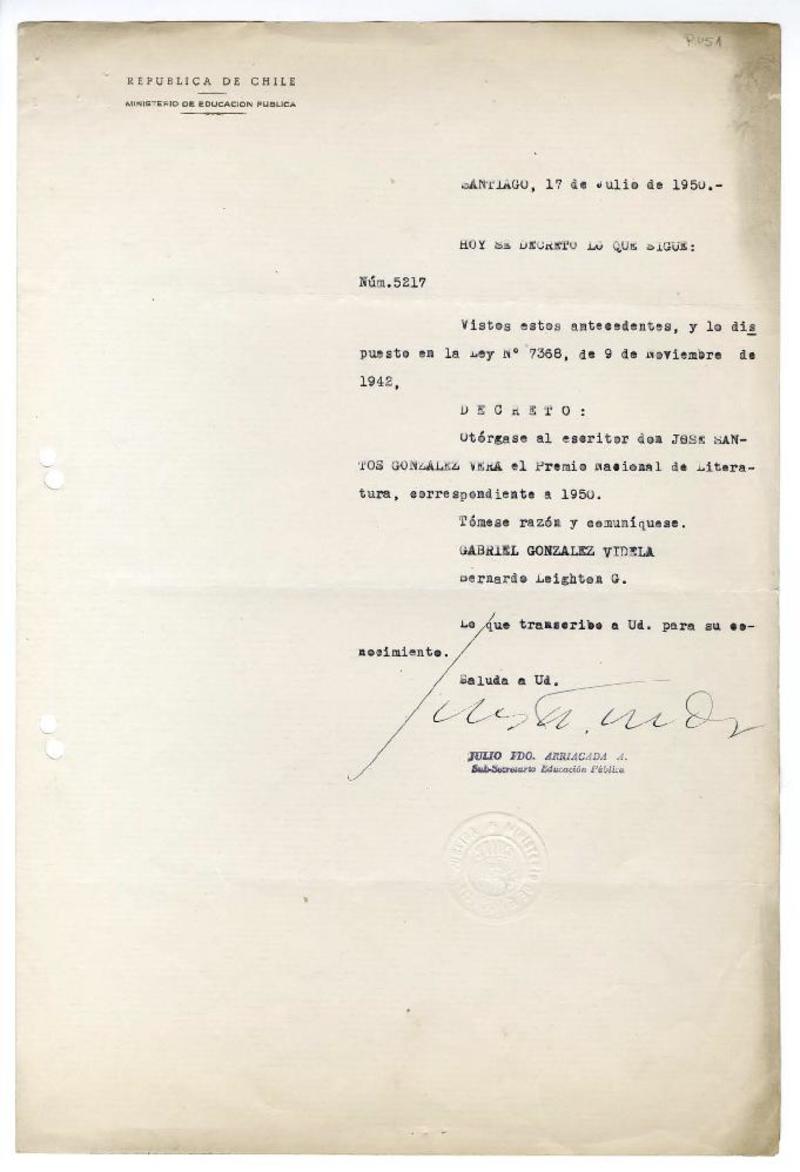 REPUBLICA DE CHILE
MINISTERIO DE EDUCACION PUBLICA
SANTIAGO, 17 de Julio de 1950.-
HOY SE DECRETO LO QUE SIGUE:
Núm.5217
Vistos estos antecedentes, y lo dis
puesto en la Ley N° 7368, de 9 de Noviembre de
1942,
D E C R E T O :
Otórgase al escritor don JOSE SAN-
TOS GONZALEZ VERA el Premio Nacional de Litera-
tura, correspondiente a 1950.
Tómese razón y comuníquese.
GABRIEL GONZALEZ VIDELA
Bernardo Leighton G.
Lo que transcribo a Ud. para su co-
nocimiento.
Saluda a Ud.
JULIO FDO. ARRIAGADA A.
Sub-Secretario Educación Pública